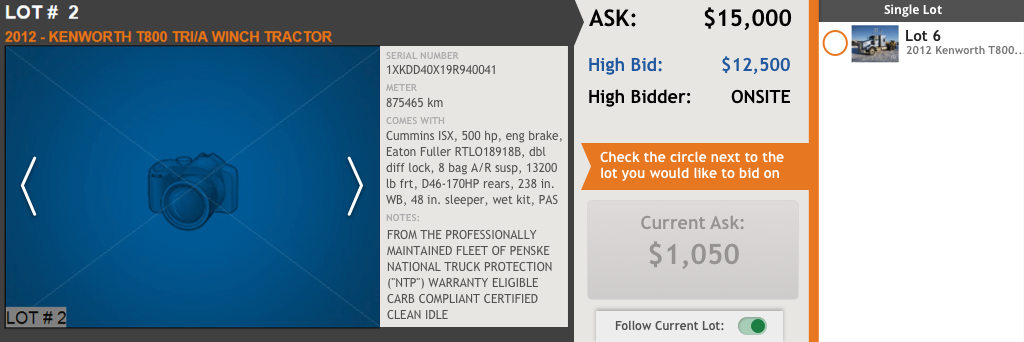 LOT # 2
2012 - KENWORTH T800 TRI/A WINCH TRACTOR
LOT # 2
SERIAL NUMBER
1XKDD40X19R940041
METER
875465 km
COMES WITH
Cummins ISX, 500 hp, eng brake,
Eaton Fuller RTLO18918B, dbl
diff lock, 8 bag A/R susp, 13200
lb frt, D46-170HP rears, 238 in.
WB, 48 in. sleeper, wet kit, PAS
NOTES:
FROM THE PROFESSIONALLY
MAINTAINED FLEET OF PENSKE
NATIONAL TRUCK PROTECTION
("NTP") WARRANTY ELIGIBLE
CARB COMPLIANT CERTIFIED
CLEAN IDLE
ASK: $15,000
High Bid: $12,500
High Bidder: ONSITE
Check the circle next to the
lot you would like to bid on
Current Ask:
$1,050
Follow Current Lot:
Single Lot
Lot 6
2012 Kenworth T800...